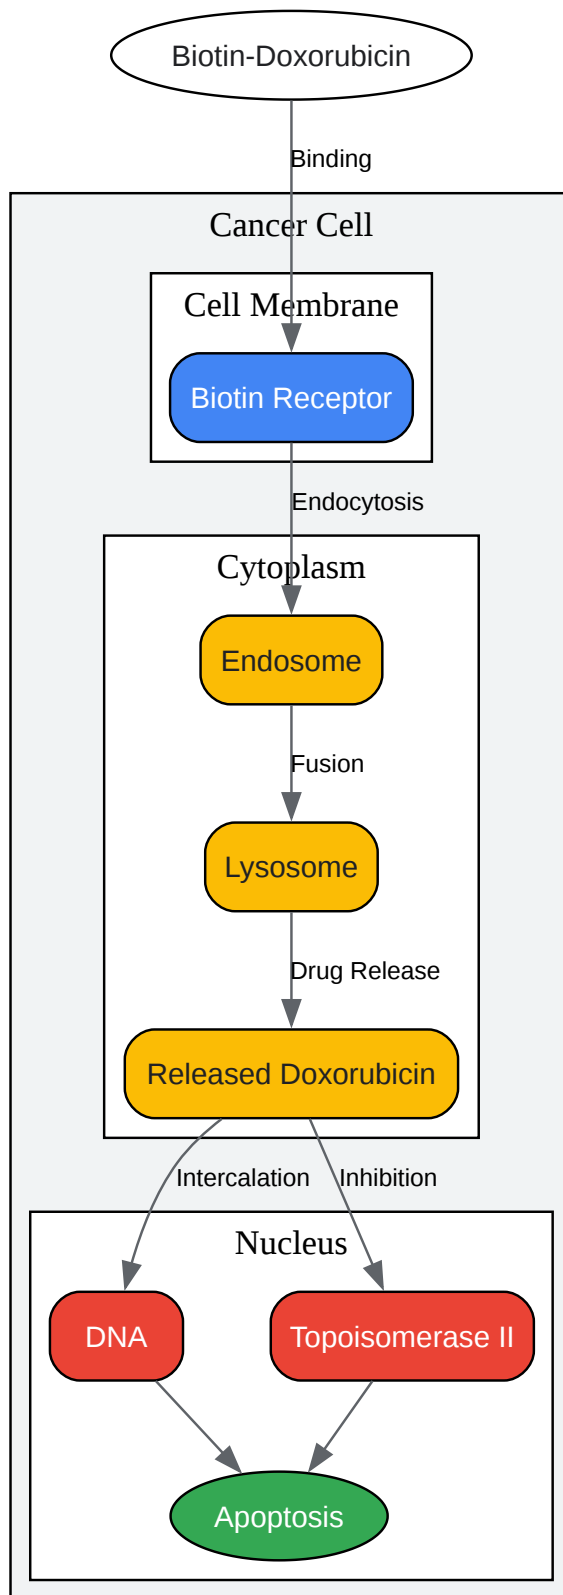 Biotin-Doxorubicin
Binding
Cancer Cell
Cell Membrane
Biotin Receptor
Endocytosis
Cytoplasm
Endosome
Fusion
Lysosome
Drug Release
Released Doxorubicin
Intercalation
Inhibition
Nucleus
DNA
Topoisomerase II
Apoptosis